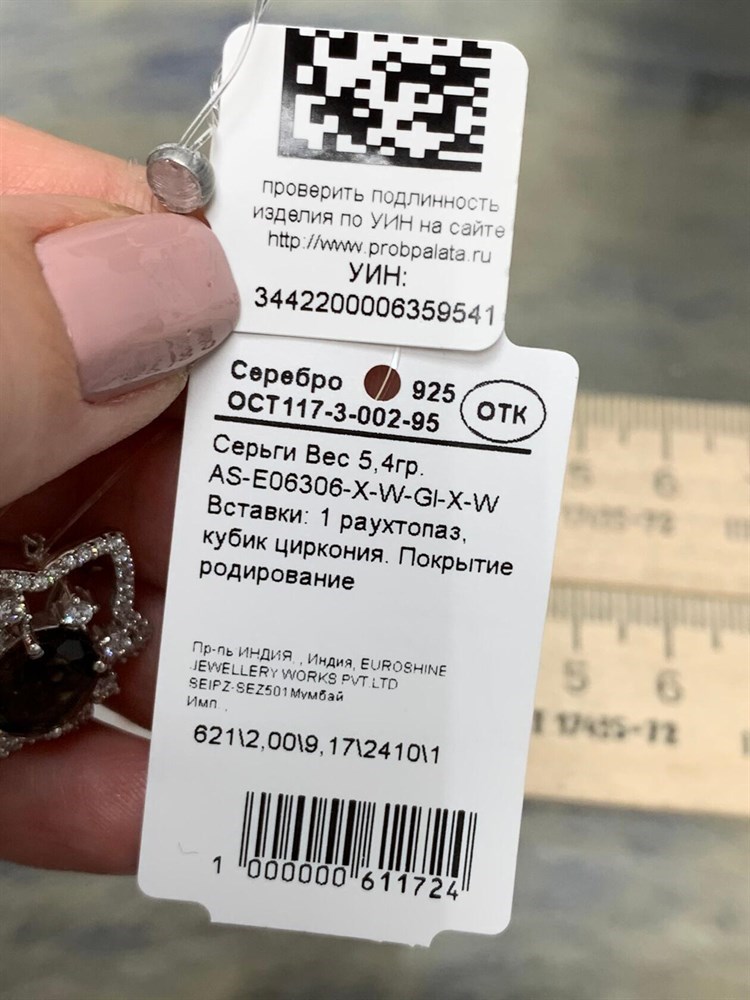 проверить подлинность
изделия по УИН на сайте
http://www.probpalata.ru
УИН:
3442200006359541
Серебро 925
ОСТ117-3-002-95
ОТК
Серьги Вес 5,4гр.
AS-E06306-X-W-GI-X-W
Вставки: 1 раухтопаз,
кубик циркония. Покрытие
родирование
Пр-ль ИНДИЯ, , Индия, EUROSHINE
JEWELLERY WORKS PVT.LTD
SEIPZ-SEZ501Мумбай
Имп.
621\2,00\9,17\2410\1
1 000000 611724
5 6
17425-72